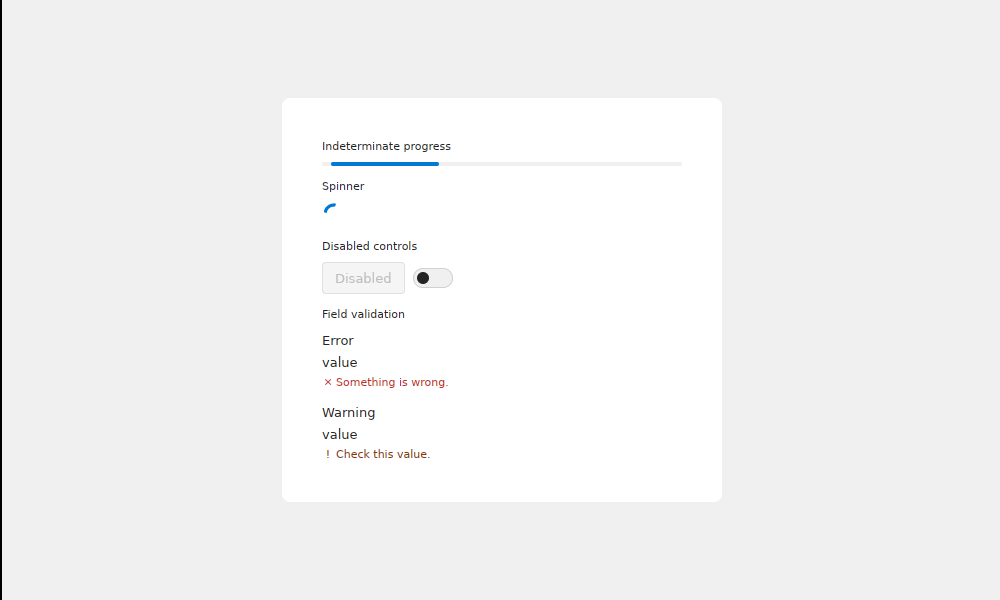 Indeterminate progress
Spinner
Disabled controls
Disabled
Field validation
Error
value
× Something is wrong.
Warning
value
! Check this value.